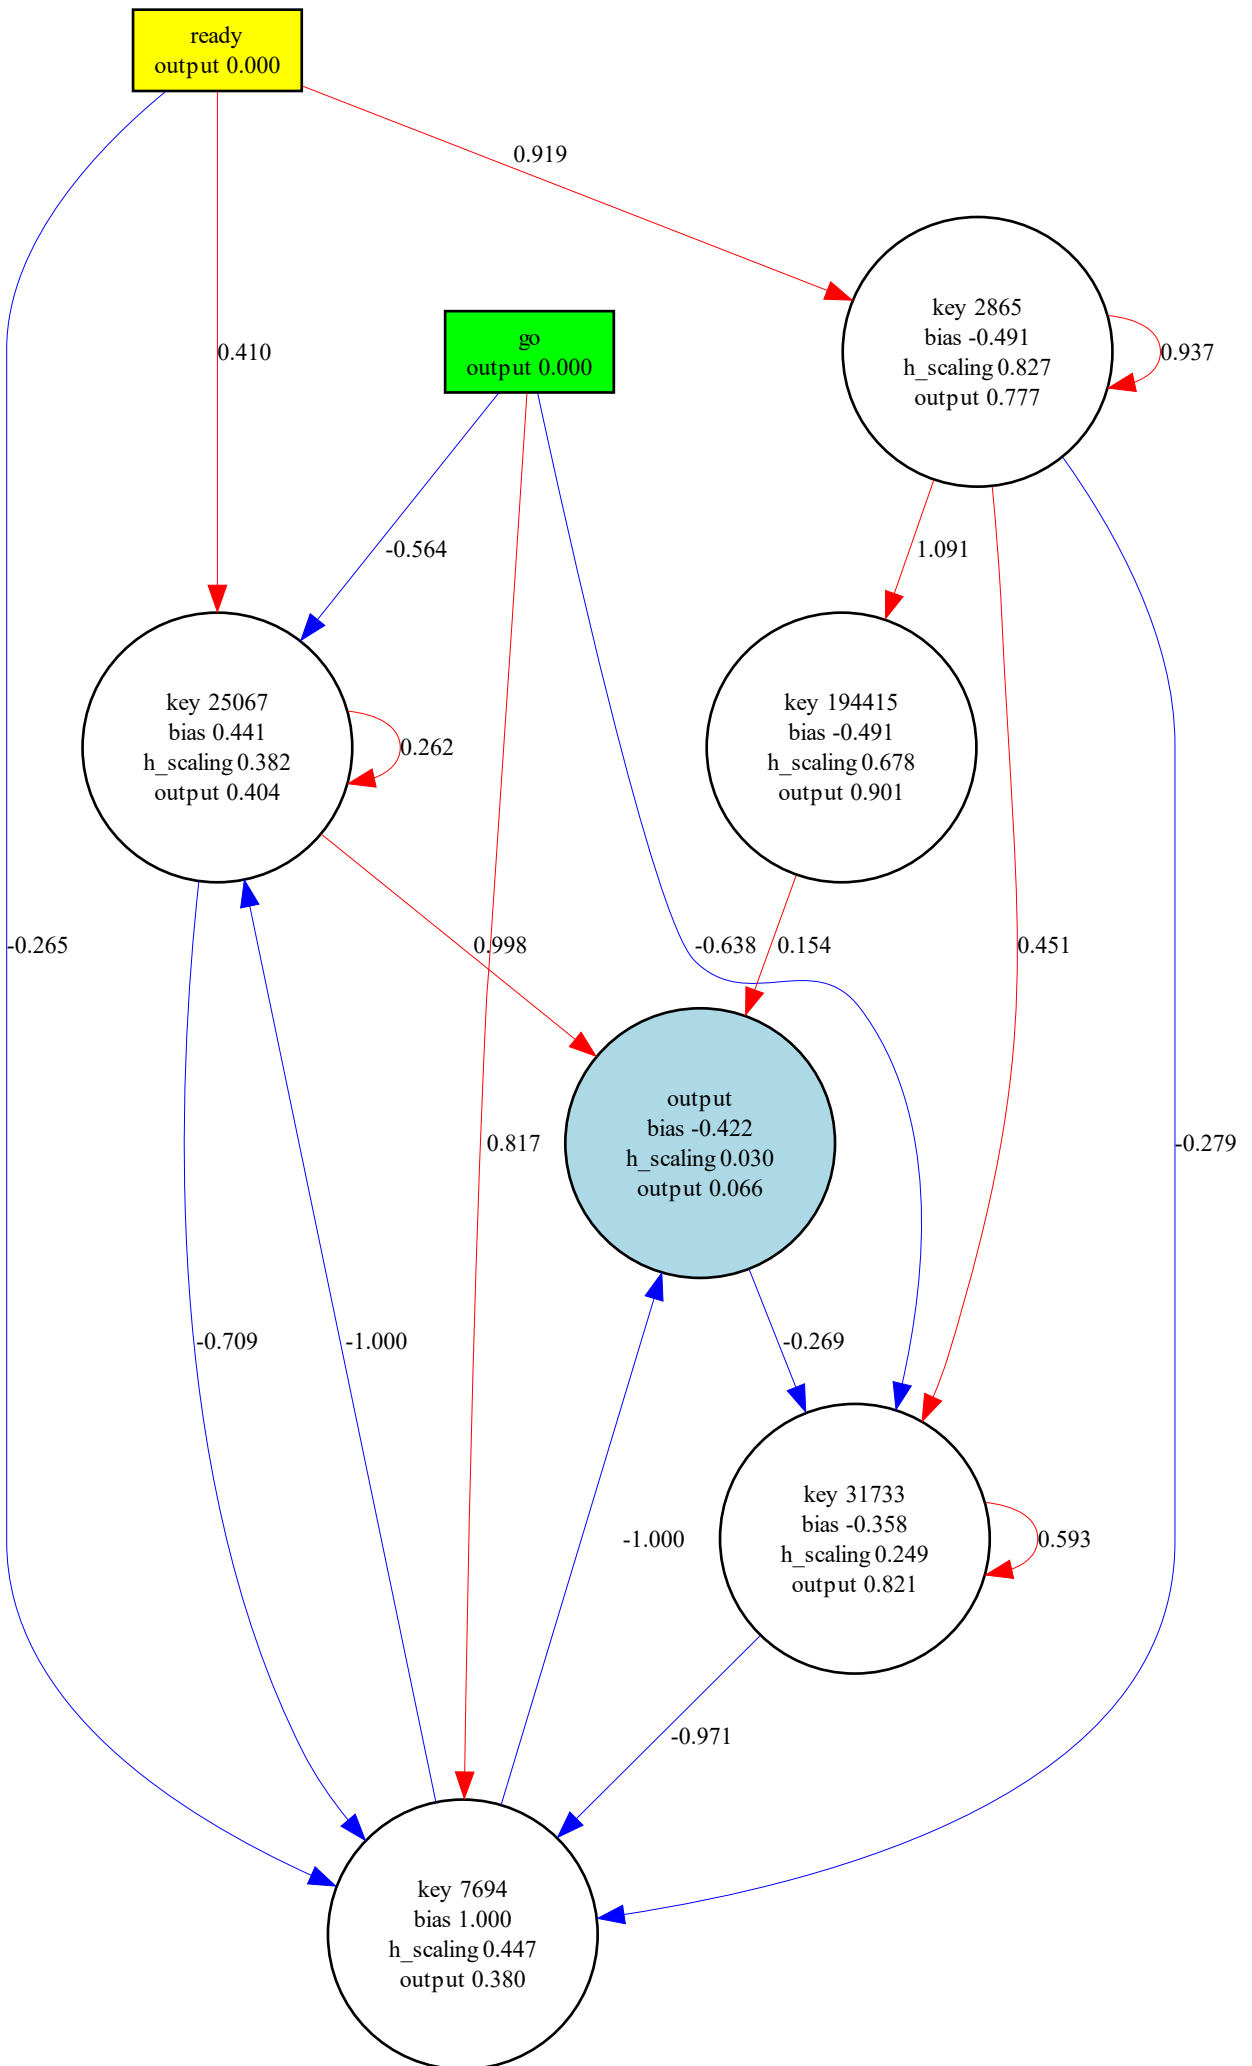 ready
output 0.000
0.919
go
output 0.000
key 2865
bias -0.491
h_scaling 0.827
output 0.777
0.410
0.937
-0.564
1.091
key 25067
bias 0.441
h_scaling 0.382
output 0.404
0.262
key 194415
bias -0.491
h_scaling 0.678
output 0.901
-0.265
0.998
-0.638
0.154
0.451
output
bias -0.422
h_scaling 0.030
output 0.066
0.817
-0.279
-0.709
-1.000
-0.269
key 31733
bias -0.358
h_scaling 0.249
output 0.821
-1.000
0.593
-0.971
key 7694
bias 1.000
h_scaling 0.447
output 0.380